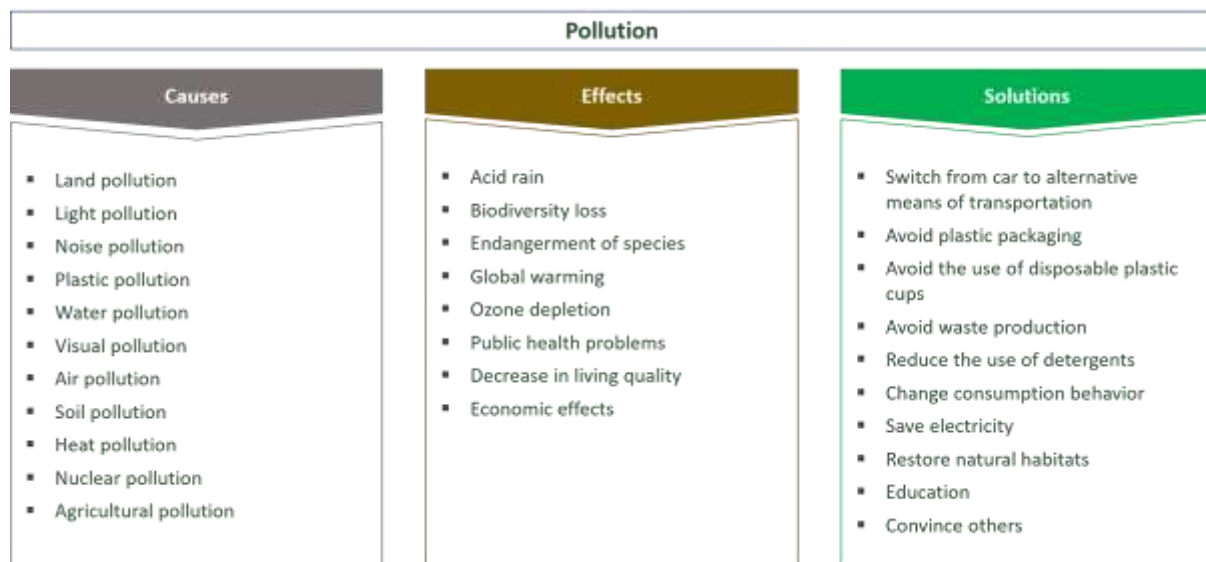 Pollution
Causes
Land pollution
Light pollution
Noise pollution
Plastic pollution
Water pollution
Visual pollution
Air pollution
Soil pollution
Heat pollution
Nuclear pollution
Agricultural pollution
Effects
Acid rain
Biodiversity loss
Endangerment of species
Global warming
Ozone depletion
Public health problems
Decrease in living quality
Economic effects
Solutions
Switch from car to alternative
means of transportation
Avoid plastic packaging
Avoid the use of disposable plastic
cups
Avoid waste production
Reduce the use of detergents
Change consumption behavior
Save electricity
Restore natural habitats
Education
Convince others